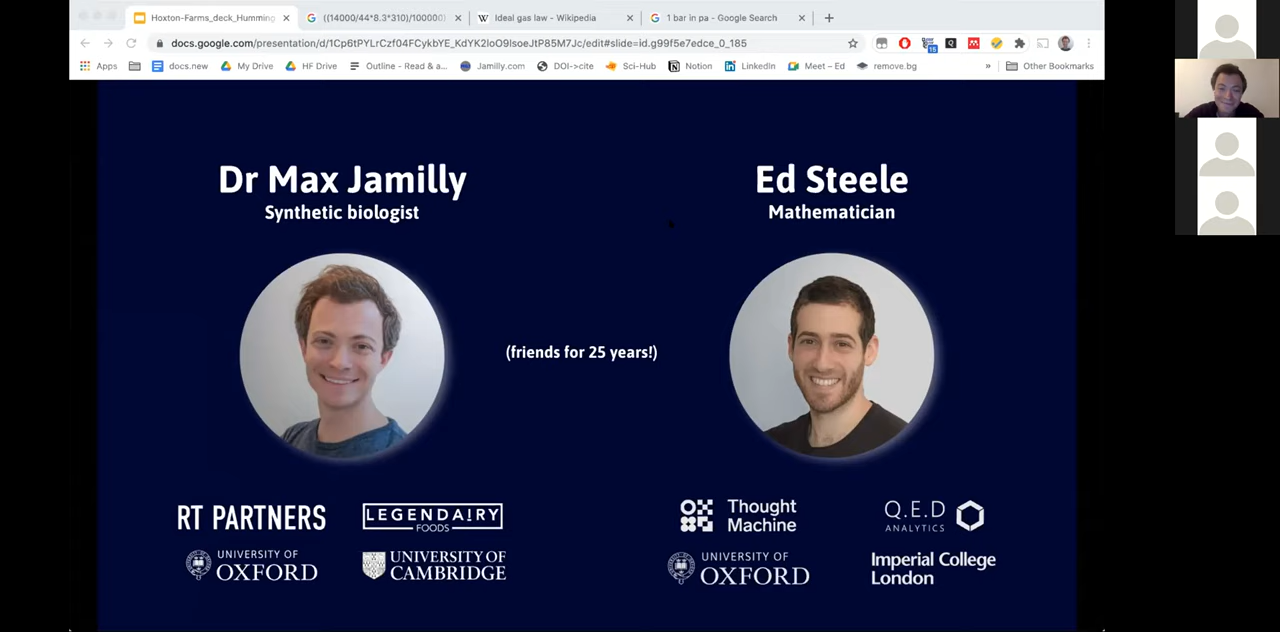 Hoxton-Farms_deck_Humming
((14000/44*8.3*310)/100000)
Ideal gas law - Wikipedia
1 bar in pa - Google Search
docs.google.com/presentation/d/1Cp6tPYLrCzf04FCykbYE_KdYK2loO9lsoeJtP85M7Jc/edit#slide=id.g99f5e7edce_0_185
15
Apps
docs.new
My Drive
HF Drive
Outline - Read & a...
Jamilly.com
DOI->cite
Sci-Hub
Notion
LinkedIn
Meet – Ed
remove.bg
»
Other Bookmarks
Dr Max Jamilly
Synthetic biologist
Ed Steele
Mathematician
(friends for 25 years!)
RT PARTNERS
LEGENDAIRY
FOODS
UNIVERSITY OF
OXFORD
UNIVERSITY OF
CAMBRIDGE
Thought
Machine
Q.E.D
ANALYTICS
UNIVERSITY OF
OXFORD
Imperial College
London